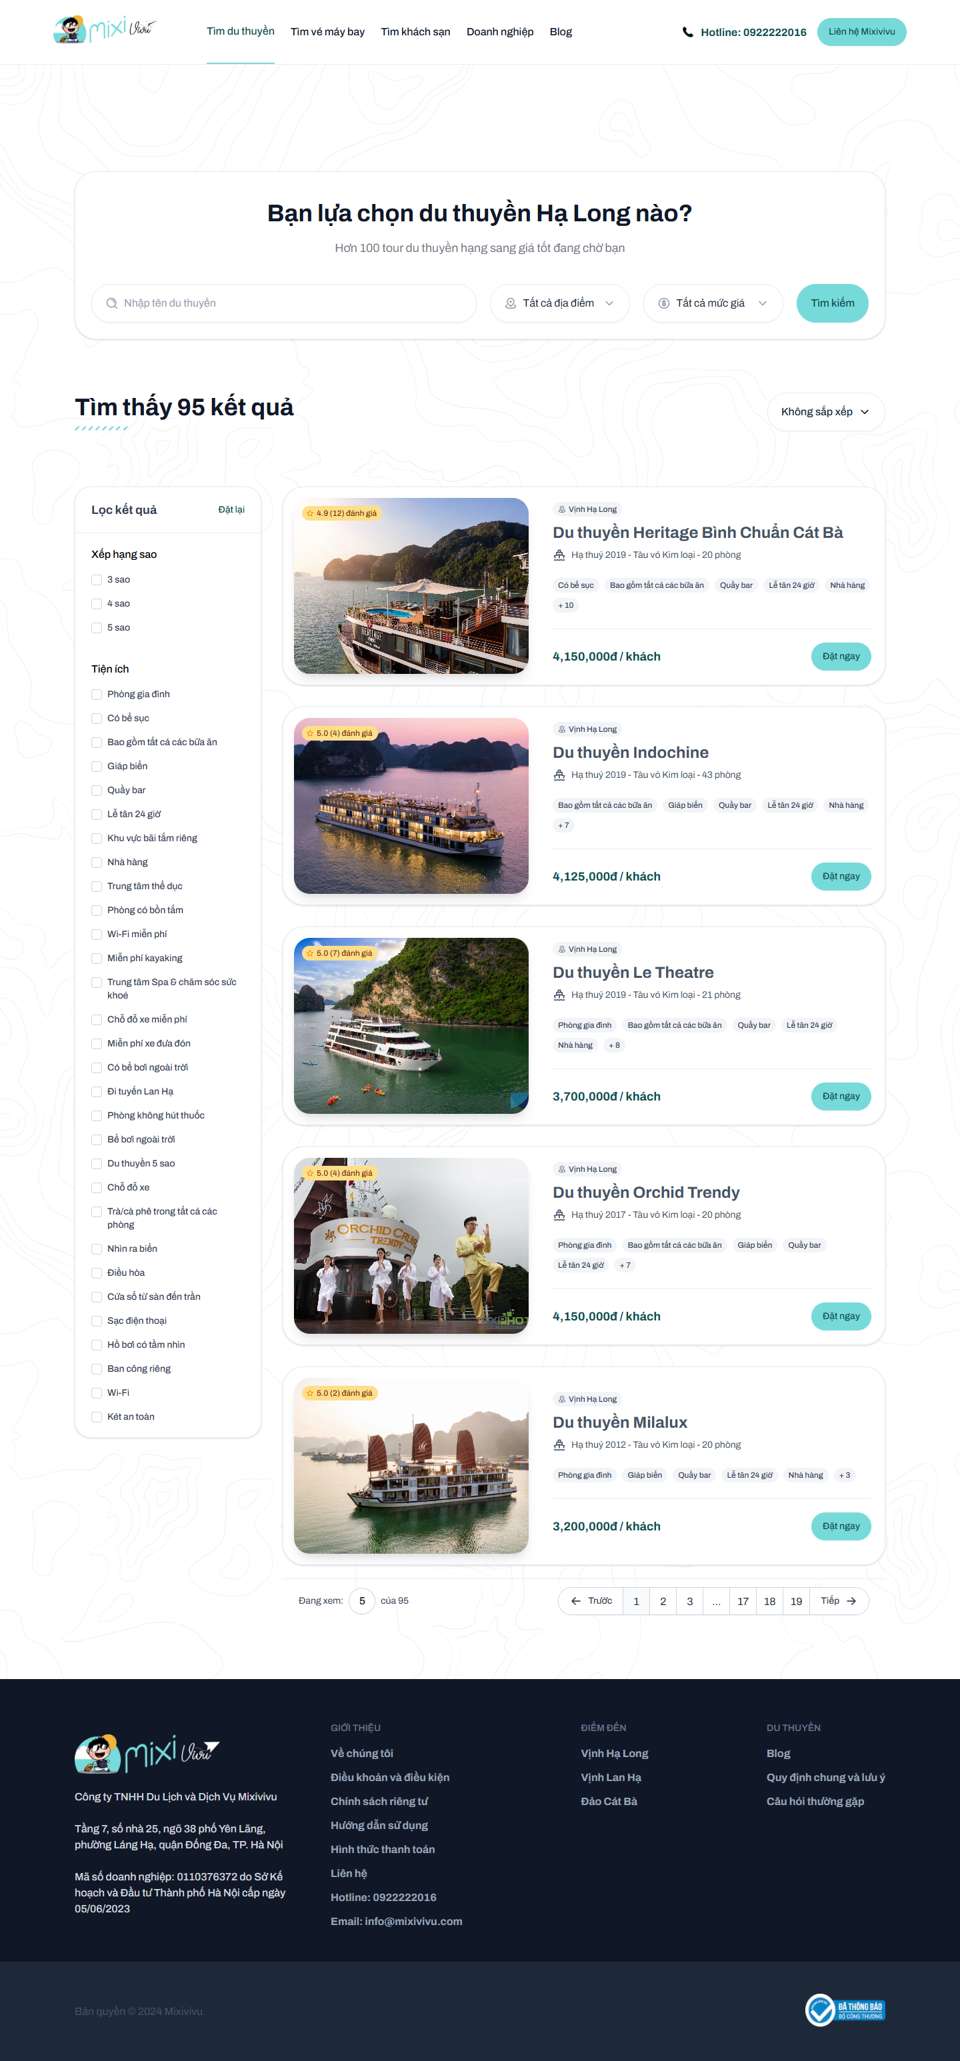 mixi Vivu
Tìm du thuyền
Tìm vé máy bay
Tìm khách sạn
Doanh nghiệp
Blog
Hotline: 0922222016
Liên hệ Mixivivu
Bạn lựa chọn du thuyền Hạ Long nào?
Hơn 100 tour du thuyền hạng sang giá tốt đang chờ bạn
Nhập tên du thuyền
Tất cả địa điểm
Tất cả mức giá
Tìm kiếm
Tìm thấy 95 kết quả
Không sắp xếp
Lọc kết quả
Đặt lại
Xếp hạng sao
3 sao
4 sao
5 sao
Tiện ích
Phòng gia đình
Có bể sục
Bao gồm tất cả các bữa ăn
Giáp biển
Quầy bar
Lễ tân 24 giờ
Khu vực bãi tắm riêng
Nhà hàng
Trung tâm thể dục
Phòng có bồn tắm
Wi-Fi miễn phí
Miễn phí kayaking
Trung tâm Spa & chăm sóc sức
khoẻ
Chỗ đỗ xe miễn phí
Miễn phí xe đưa đón
Có bể bơi ngoài trời
Đi tuyến Lan Hạ
Phòng không hút thuốc
Bể bơi ngoài trời
Du thuyền 5 sao
Chỗ đỗ xe
Trà/cà phê trong tất cả các
phòng
Nhìn ra biển
Điều hòa
Cửa sổ từ sàn đến trần
Sạc điện thoại
Hồ bơi có tầm nhìn
Ban công riêng
Wi-Fi
Két an toàn
4.9 (12) đánh giá
Vịnh Hạ Long
Du thuyền Heritage Bình Chuẩn Cát Bà
Hạ thuỷ 2019 - Tàu vỏ Kim loại - 20 phòng
Có bể sục
Bao gồm tất cả các bữa ăn
Quầy bar
Lễ tân 24 giờ
Nhà hàng
+ 10
4,150,000đ / khách
Đặt ngay
5.0 (4) đánh giá
Vịnh Hạ Long
Du thuyền Indochine
Hạ thuỷ 2019 - Tàu vỏ Kim loại - 43 phòng
Bao gồm tất cả các bữa ăn
Giáp biển
Quầy bar
Lễ tân 24 giờ
Nhà hàng
+ 7
4,125,000đ / khách
Đặt ngay
5.0 (7) đánh giá
Vịnh Hạ Long
Du thuyền Le Theatre
Hạ thuỷ 2019 - Tàu vỏ Kim loại - 21 phòng
Phòng gia đình
Bao gồm tất cả các bữa ăn
Quầy bar
Lễ tân 24 giờ
Nhà hàng
+ 8
3,700,000đ / khách
Đặt ngay
5.0 (4) đánh giá
ORCHID CRUISE
TRENDY
Vịnh Hạ Long
Du thuyền Orchid Trendy
Hạ thuỷ 2017 - Tàu vỏ Kim loại - 20 phòng
Phòng gia đình
Bao gồm tất cả các bữa ăn
Giáp biển
Quầy bar
Lễ tân 24 giờ
+ 7
4,150,000đ / khách
Đặt ngay
5.0 (2) đánh giá
Vịnh Hạ Long
Du thuyền Milalux
Hạ thuỷ 2012 - Tàu vỏ Kim loại - 20 phòng
Phòng gia đình
Giáp biển
Quầy bar
Lễ tân 24 giờ
Nhà hàng
+ 3
3,200,000đ / khách
Đặt ngay
Đang xem: 5 của 95
Trước 1 2 3 ... 17 18 19 Tiếp
mixi Vivu
Công ty TNHH Du Lịch và Dịch Vụ Mixivivu
Tầng 7, số nhà 25, ngõ 38 phố Yên Lãng,
phường Láng Hạ, quận Đống Đa, TP. Hà Nội
Mã số doanh nghiệp: 0110376372 do Sở Kế
hoạch và Đầu tư Thành phố Hà Nội cấp ngày
05/06/2023
GIỚI THIỆU
Về chúng tôi
Điều khoản và điều kiện
Chính sách riêng tư
Hướng dẫn sử dụng
Hình thức thanh toán
Liên hệ
Hotline: 0922222016
Email: info@mixivivu.com
ĐIỂM ĐẾN
Vịnh Hạ Long
Vịnh Lan Hạ
Đảo Cát Bà
DU THUYỀN
Blog
Quy định chung và lưu ý
Câu hỏi thường gặp
Bản quyền © 2024 Mixivivu.
ĐÃ THÔNG BÁO
BỘ CÔNG THƯƠNG